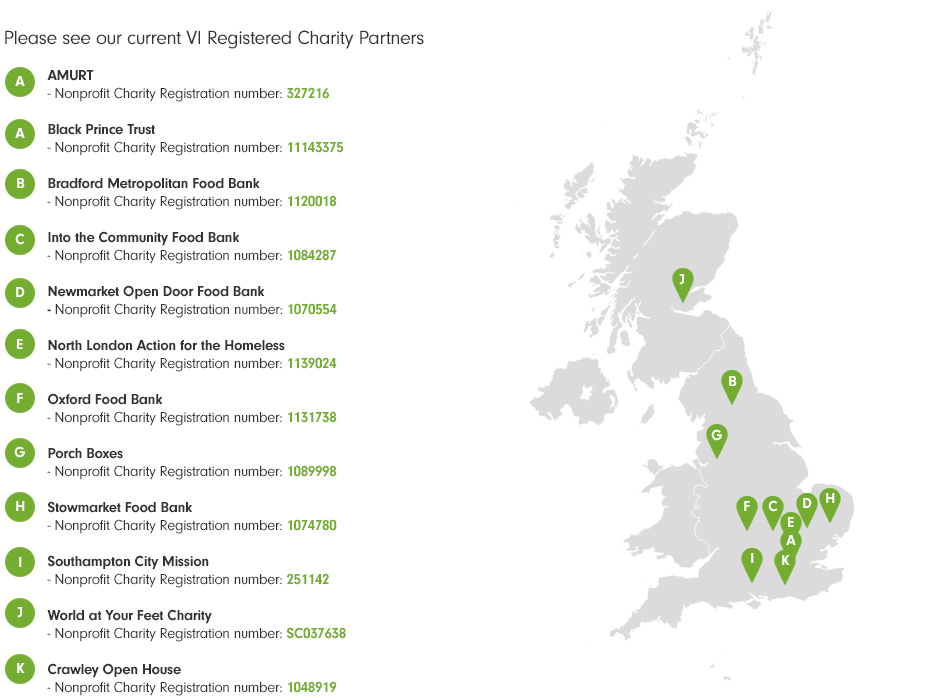 Please see our current VI Registered Charity Partners
A AMURT
- Nonprofit Charity Registration number: 327216
A Black Prince Trust
- Nonprofit Charity Registration number: 11143375
B Bradford Metropolitan Food Bank
- Nonprofit Charity Registration number: 1120018
C Into the Community Food Bank
- Nonprofit Charity Registration number: 1084287
D Newmarket Open Door Food Bank
- Nonprofit Charity Registration number: 1070554
E North London Action for the Homeless
- Nonprofit Charity Registration number: 1139024
F Oxford Food Bank
- Nonprofit Charity Registration number: 1131738
G Porch Boxes
- Nonprofit Charity Registration number: 1089998
H Stowmarket Food Bank
- Nonprofit Charity Registration number: 1074780
I Southampton City Mission
- Nonprofit Charity Registration number: 251142
J World at Your Feet Charity
- Nonprofit Charity Registration number: SC037638
K Crawley Open House
- Nonprofit Charity Registration number: 1048919
J
B
G
F C D H
E
A
I K